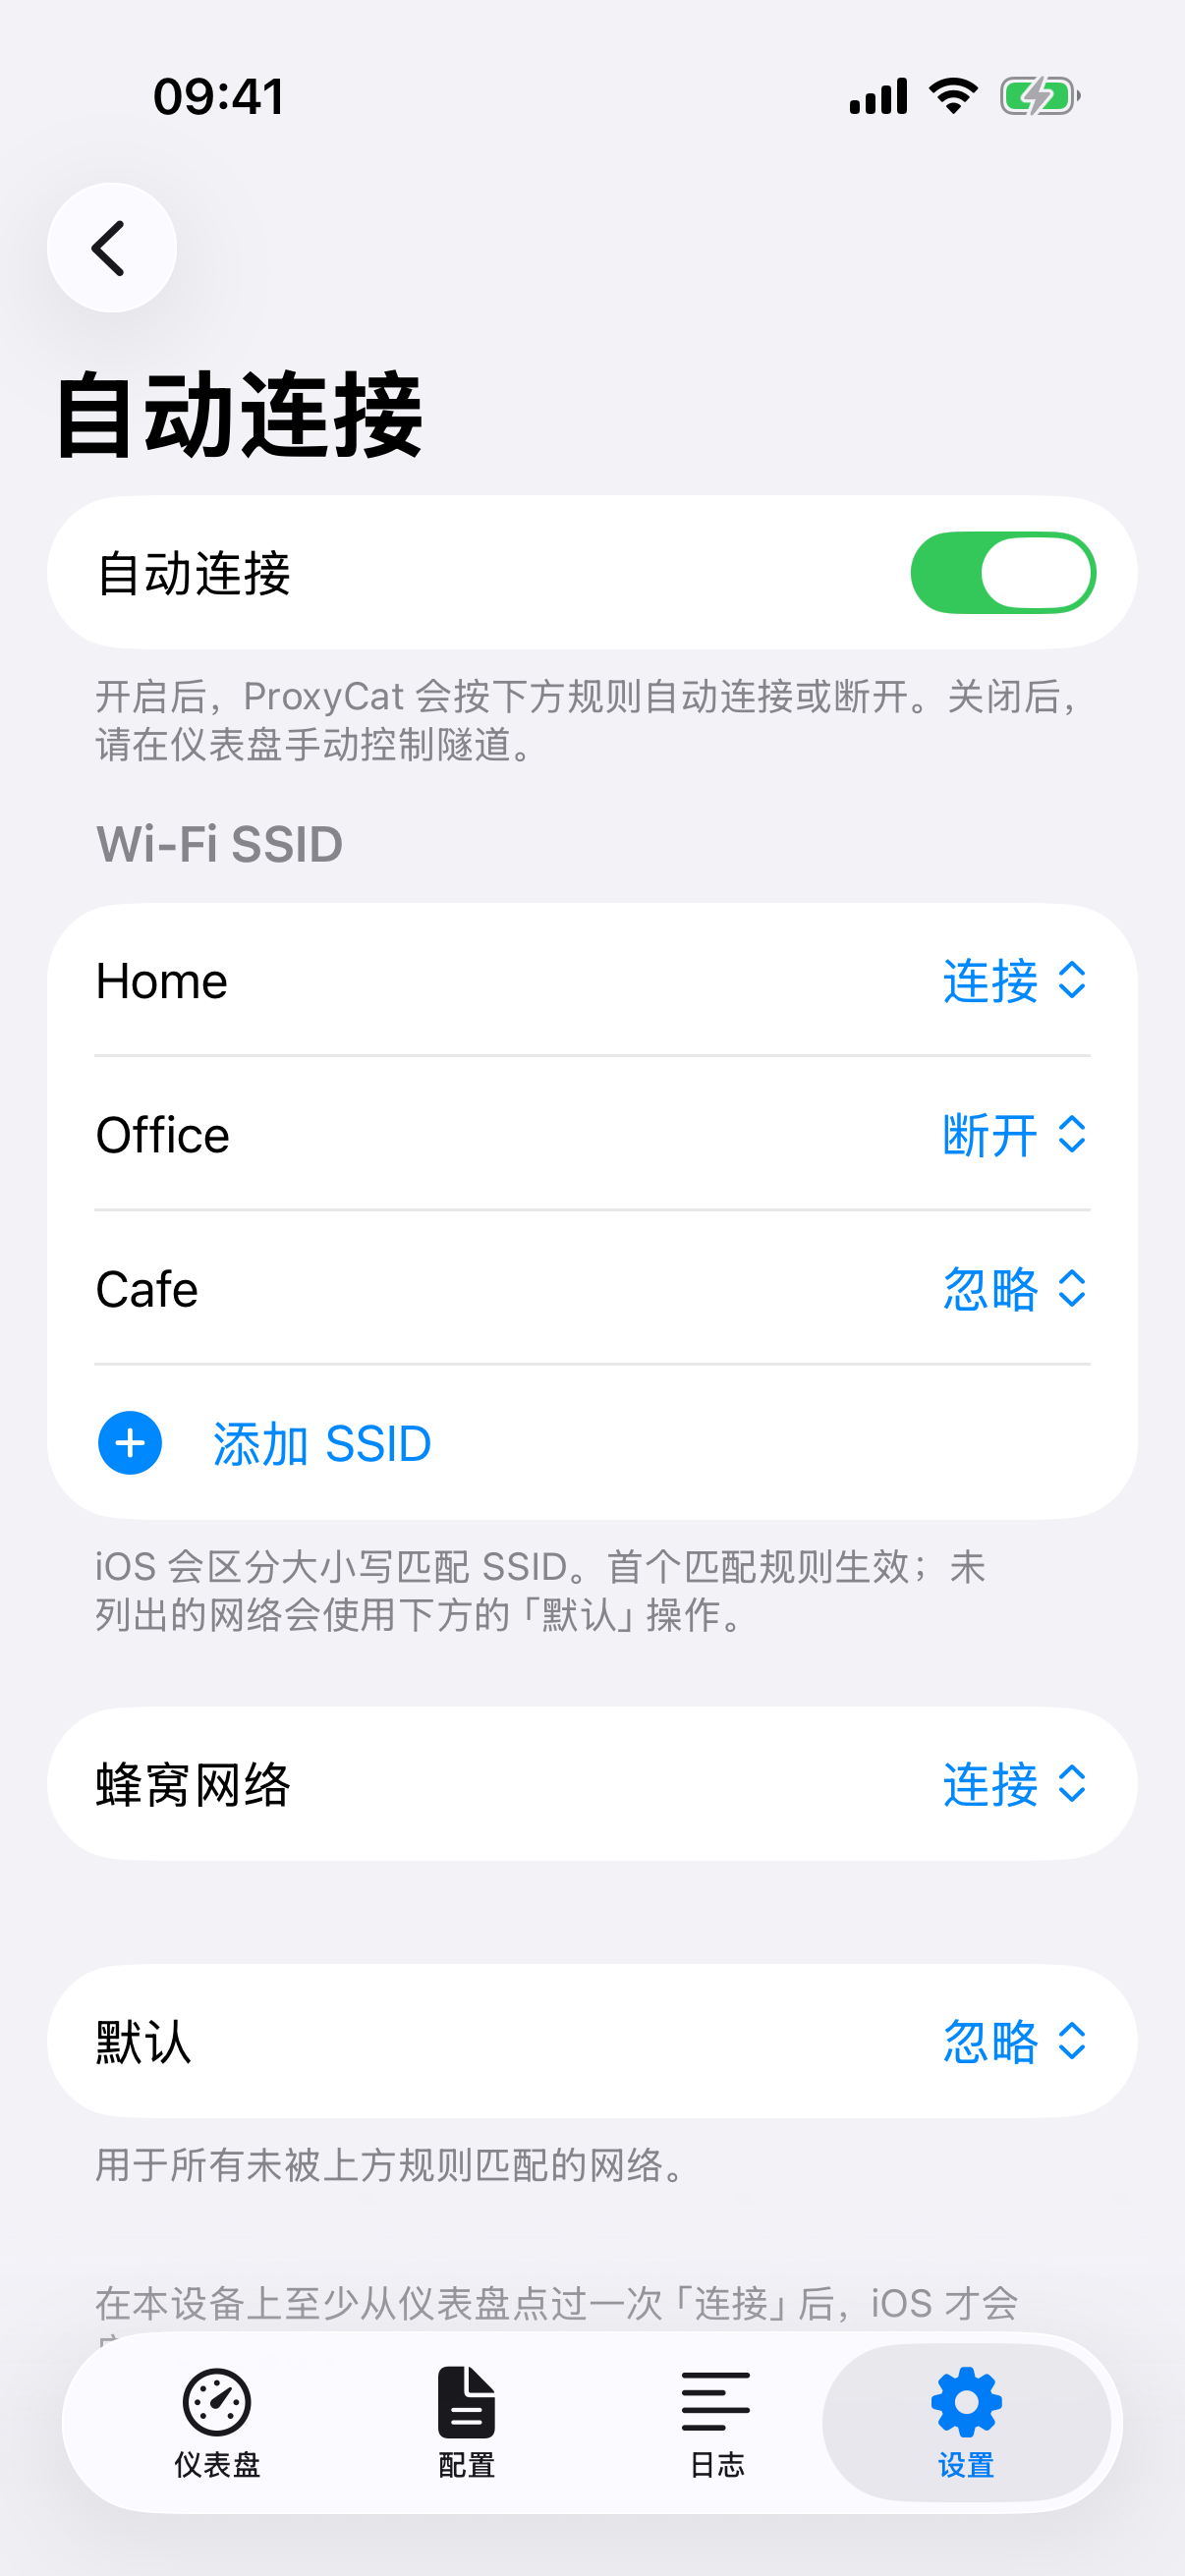 09:41
自动连接
自动连接
开启后，ProxyCat 会按下方规则自动连接或断开。关闭后，
请在仪表盘手动控制隧道。
Wi-Fi SSID
Home 连接
Office 断开
Cafe 忽略
添加 SSID
iOS 会区分大小写匹配 SSID。首个匹配规则生效；未
列出的网络会使用下方的「默认」操作。
蜂窝网络 连接
默认 忽略
用于所有未被上方规则匹配的网络。
在本设备上至少从仪表盘点过一次「连接」后，iOS 才会
仪表盘 配置 日志 设置